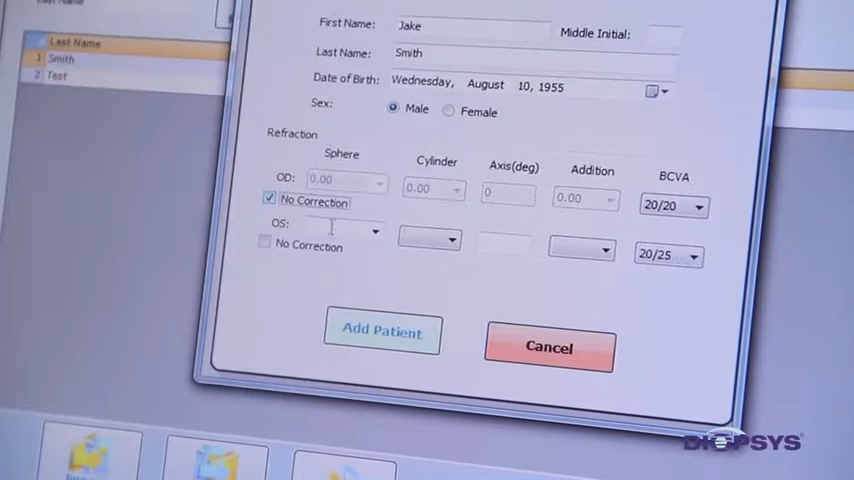 Last Name
First Name: Jake Middle Initial:
Last Name: Smith
Date of Birth: Wednesday, August 10, 1955
Sex: Male Female
Refraction
Sphere Cylinder Axis(deg) Addition BCVA
OD: 0.00 0.00 0 0.00 20/20
No Correction
OS: 20/25
No Correction
Add Patient Cancel
Last Name
1 Smith
2 Test
DIOPSYS®